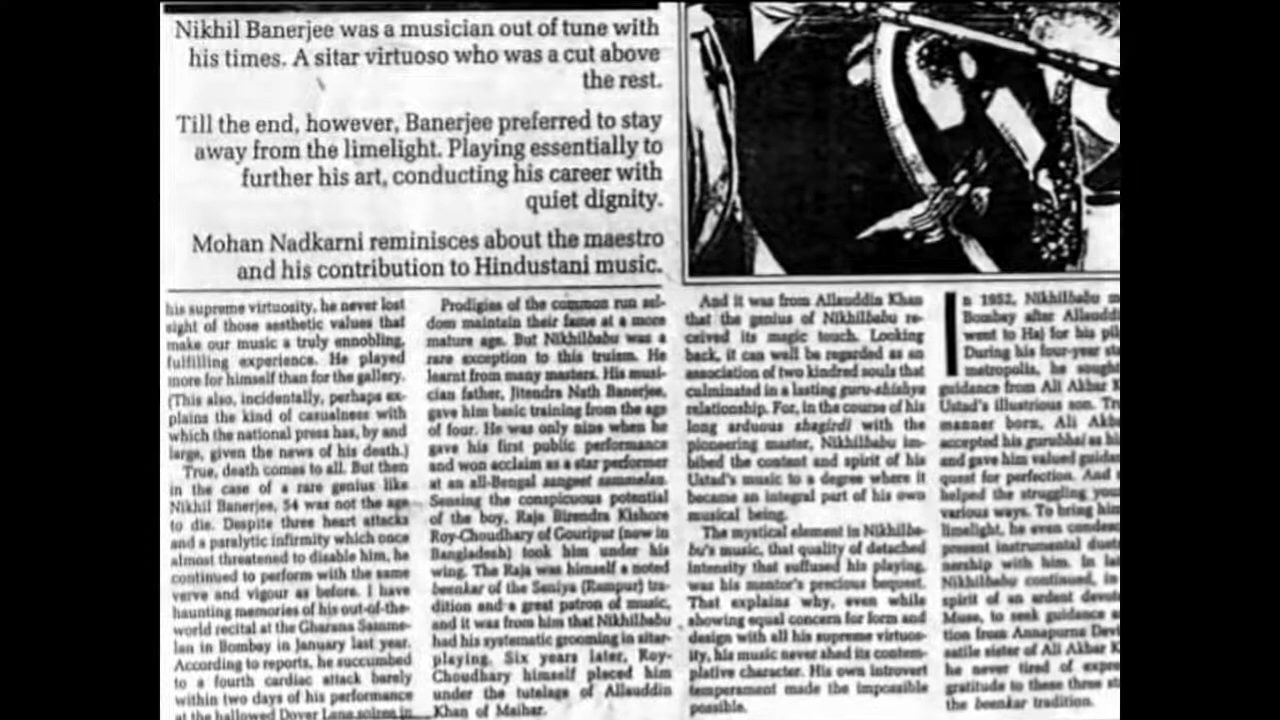 Nikhil Banerjee was a musician out of tune with
his times. A sitar virtuoso who was a cut above
the rest.
Till the end, however, Banerjee preferred to stay
away from the limelight. Playing essentially to
further his art, conducting his career with
quiet dignity.
Mohan Nadkarni reminisces about the maestro
and his contribution to Hindustani music.
his supreme virtuosity, he never lost
sight of those aesthetic values that
make our music a truly ennobling,
fulfilling experience. He played
more for himself than for the gallery.
(This also, incidentally, perhaps ex-
plains the kind of casualness with
which the national press has, by and
large, given the news of his death.)
True, death comes to all. But then
in the case of a rare genius like
Nikhil Banerjee, 54 was not the age
to die. Despite three heart attacks
and a paralytic infirmity which once
almost threatened to disable him, he
continued to perform with the same
verve and vigour as before. I have
haunting memories of his out-of-the-
world recital at the Gharana Samme-
lan in Bombay in January last year.
According to reports, he succumbed
to a fourth cardiac attack barely
within two days of his performance
at the hallowed Dover Lane soiree in
Prodigies of the common run sel-
dom maintain their fame at a more
mature age. But Nikhilbabu was a
rare exception to this truism. He
learnt from many masters. His musi-
cian father, Jitendra Nath Banerjee,
gave him basic training from the age
of four. He was only nine when he
gave his first public performance
and won acclaim as a star performer
at an all-Bengal sangeet sammelan.
Sensing the conspicuous potential
of the boy, Raja Birendra Kishore
Roy-Choudhary of Gouripur (now in
Bangladesh) took him under his
wing. The Raja was himself a noted
beenkar of the Seniya (Rampur) tra-
dition and a great patron of music,
and it was from him that Nikhilbabu
had his systematic grooming in sitar-
playing. Six years later, Roy-
Choudhary himself placed him
under the tutelage of Allauddin
Khan of Maihar.
And it was from Allauddin Khan
that the genius of Nikhilbabu re-
ceived its magic touch. Looking
back, it can well be regarded as an
association of two kindred souls that
culminated in a lasting guru-shishya
relationship. For, in the course of his
long arduous shagirdi with the
pioneering master, Nikhilbabu im-
bibed the content and spirit of his
Ustad's music to a degree where it
became an integral part of his own
musical being.
The mystical element in Nikhilba-
bu's music, that quality of detached
intensity that suffused his playing,
was his mentor's precious bequest.
That explains why, even while
showing equal concern for form and
design with all his supreme virtuos-
ity, his music never shed its contem-
plative character. His own introvert
temperament made the impossible
possible.
In 1952, Nikhilbabu
Bombay after
went to Haj for his
During his four-year
metropolis, he sought
guidance from Ali Akbar
Ustad's illustrious son.
manner born, Ali
accepted his gurubhai as
and gave him valued
quest for perfection. And
helped the struggling
various ways. To bring him
limelight, he even
present instrumental
nership with him. In
Nikhilbabu continued, in
spirit of an ardent
Muse, to seek guidance
tion from Annapurna
satile sister of Ali Akbar
he never tired of
gratitude to these three
the beenkar tradition.